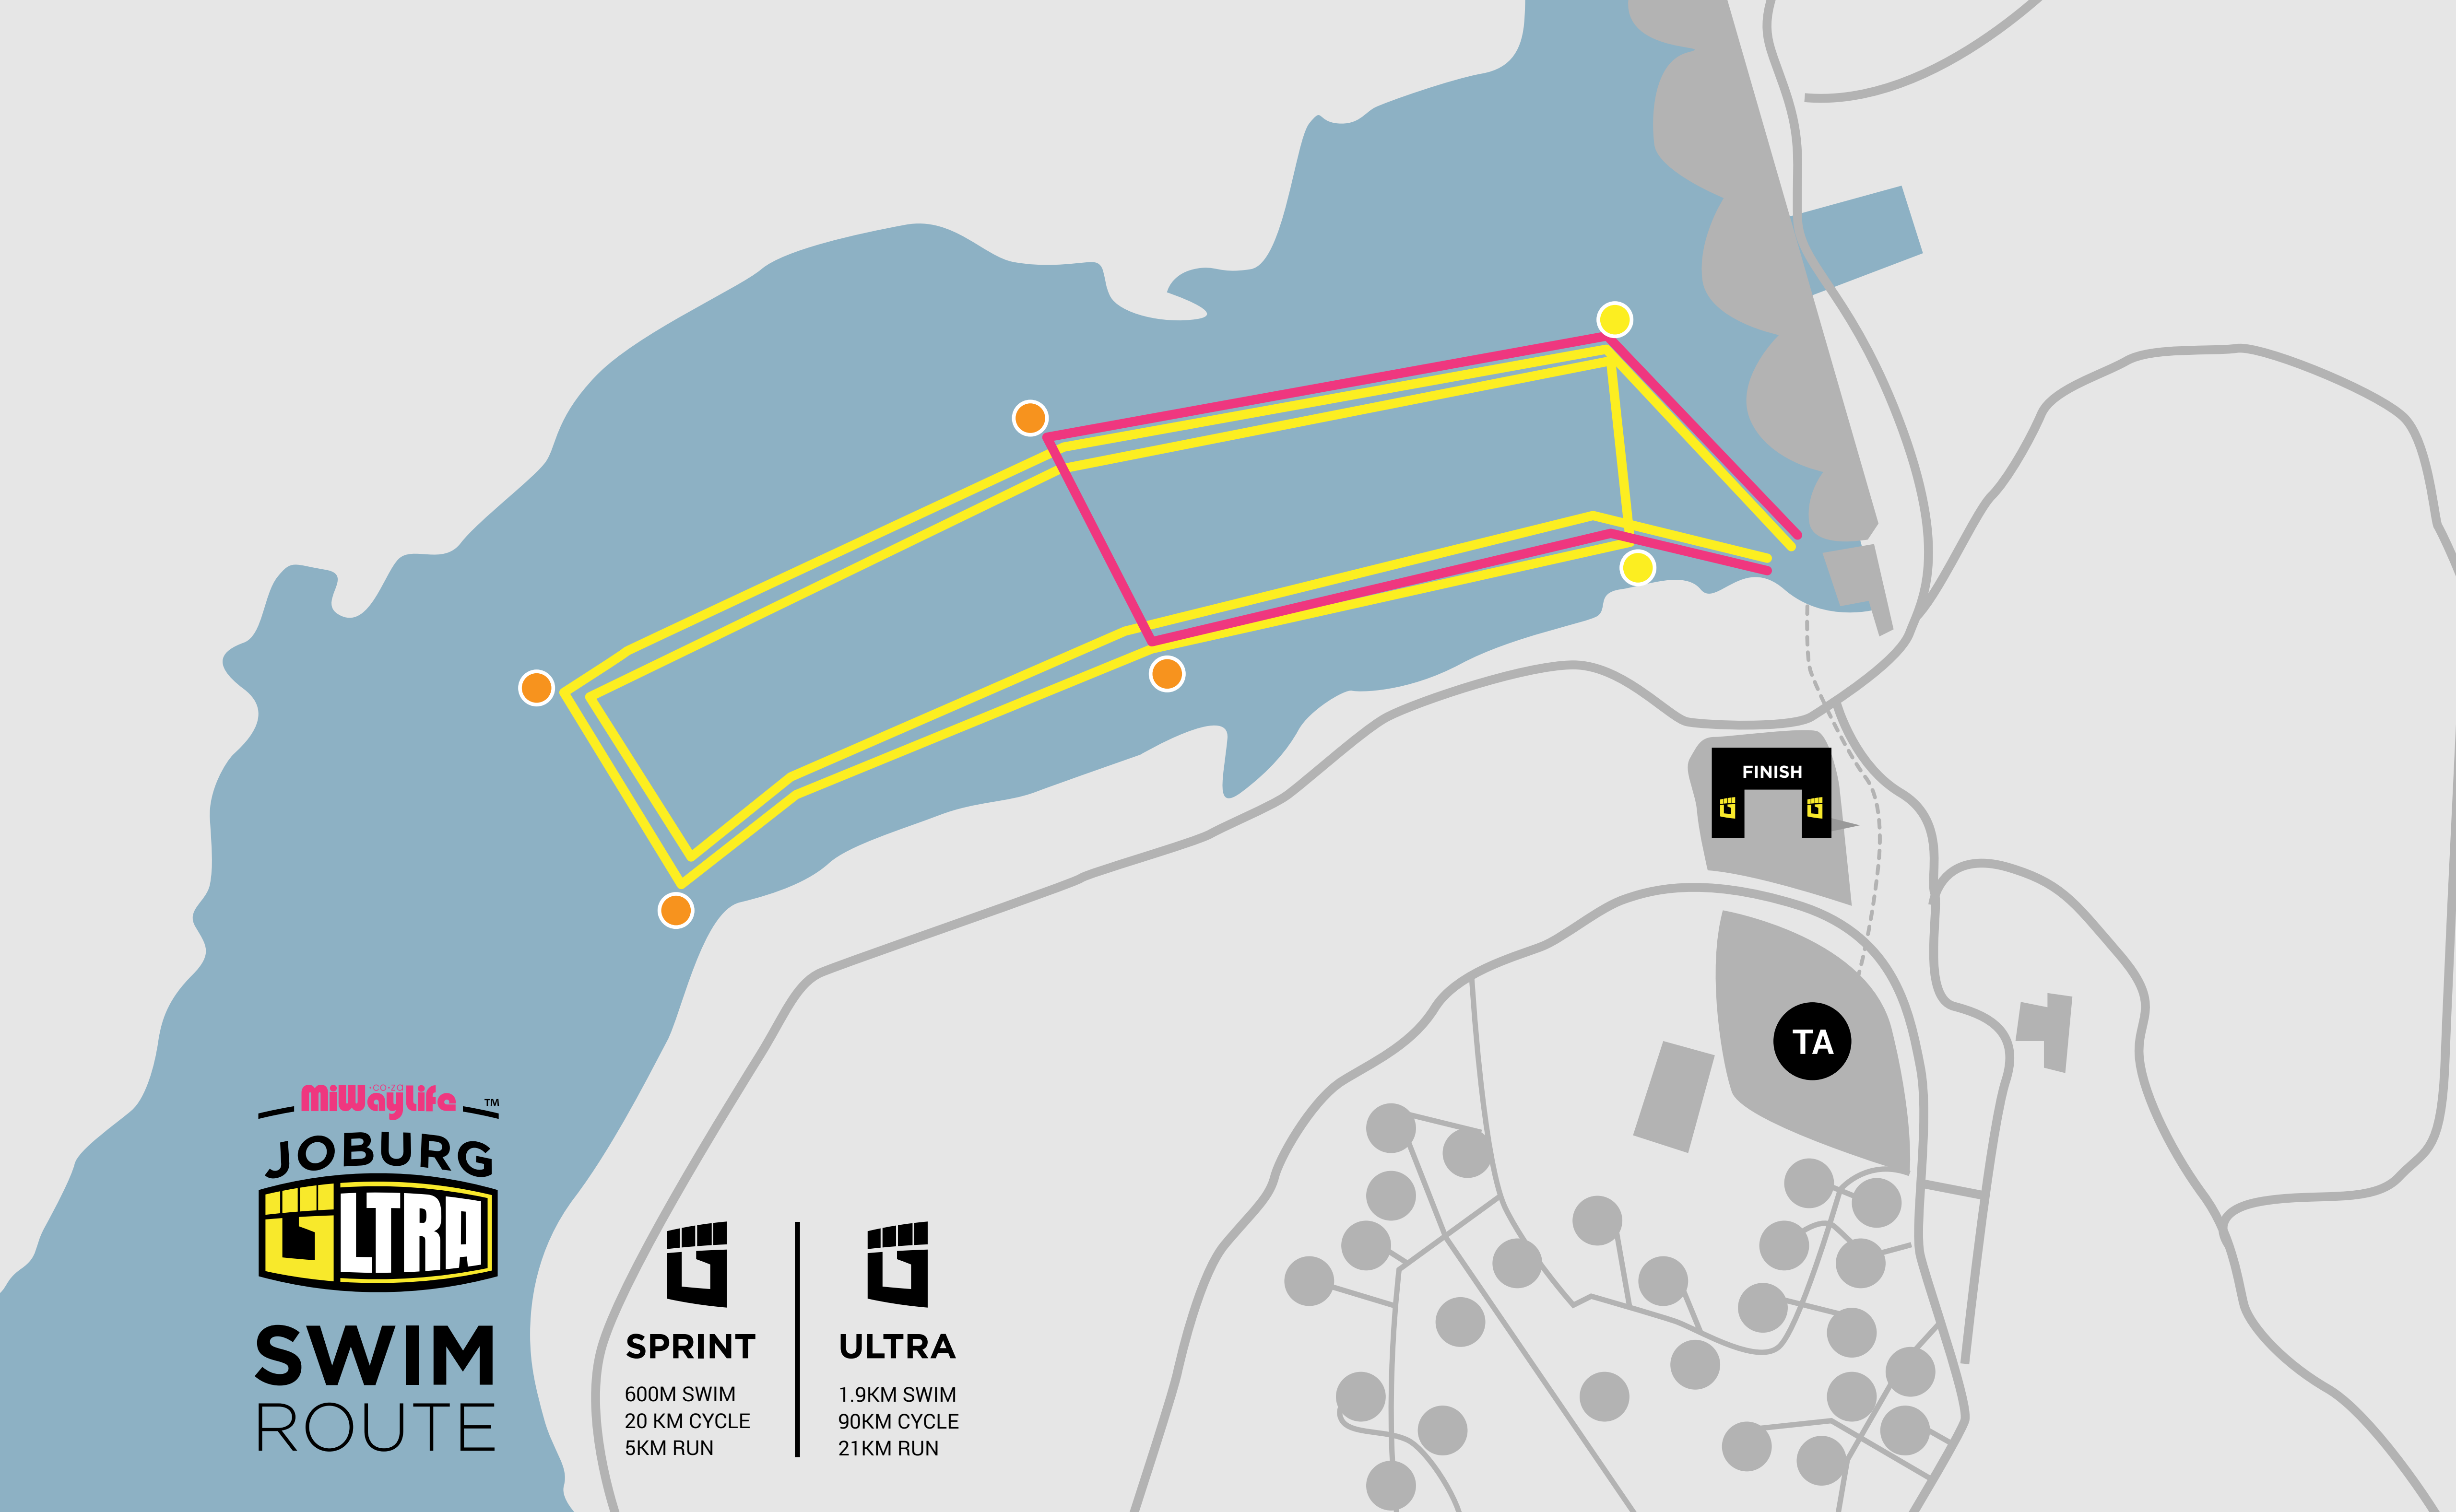 FINISH
TA
MiWayLife
.co.za
TM
JOBURG
ULTRA
SWIM
ROUTE
SPRINT
600M SWIM
20 KM CYCLE
5KM RUN
ULTRA
1.9KM SWIM
90KM CYCLE
21KM RUN